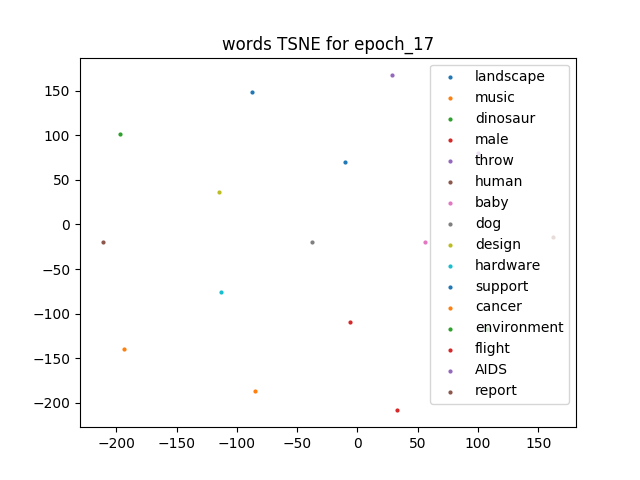 words TSNE for epoch_17
landscape
music
dinosaur
male
throw
human
baby
dog
design
hardware
support
cancer
environment
flight
AIDS
report
150
100
50
0
−50
−100
−150
−200
−200 −150 −100 −50 0 50 100 150